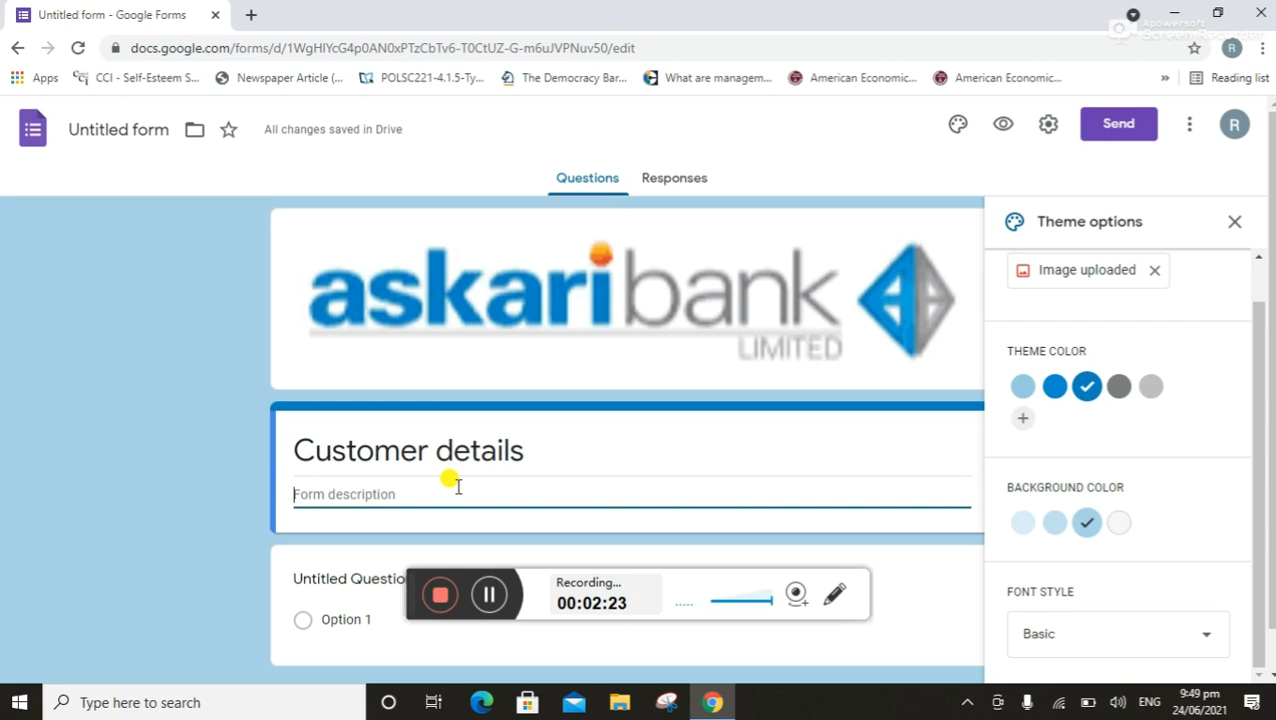 Untitled form - Google Forms
Apowersoft
ScreenRecorder
docs.google.com/forms/d/1WgHIYcG4p0AN0xPTzCbTv6-T0CtUZ-G-m6uJVPNuv50/edit
R
Apps
CCI - Self-Esteem S...
Newspaper Article (...
POLSC221-4.1.5-Ty...
The Democracy Bar...
What are managem...
American Economic...
American Economic...
»
Reading list
Untitled form
All changes saved in Drive
Send
R
Questions
Responses
askari bank
LIMITED
Customer details
Form description
Untitled Questio
Option 1
Recording...
00:02:23
Theme options
Image uploaded
THEME COLOR
BACKGROUND COLOR
FONT STYLE
Basic
Type here to search
ENG
9:49 pm
24/06/2021